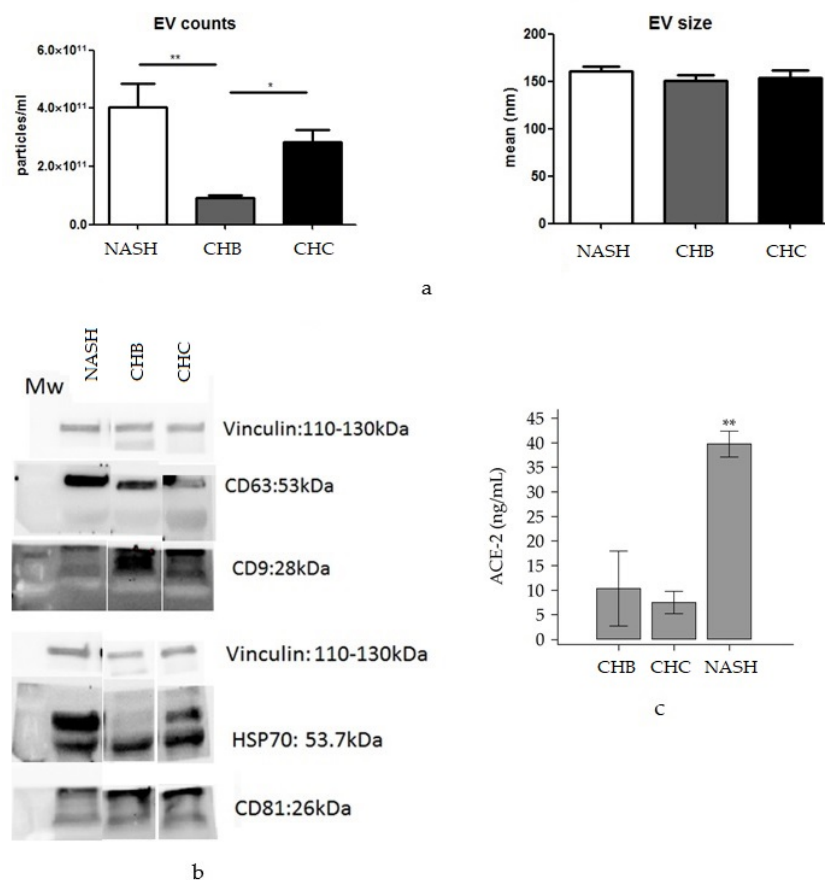 EV counts
6.0×10¹¹
4.0×10¹¹
2.0×10¹¹
0.0
particles/ml
**
*
NASH CHB CHC
EV size
200
150
100
50
0
mean (nm)
NASH CHB CHC
a
Mw NASH CHB CHC
Vinculin:110-130kDa
CD63:53kDa
CD9:28kDa
Vinculin: 110-130kDa
HSP70: 53.7kDa
CD81:26kDa
b
45
40
35
30
25
20
15
10
5
0
ACE-2 (ng/mL)
**
CHB CHC NASH
c